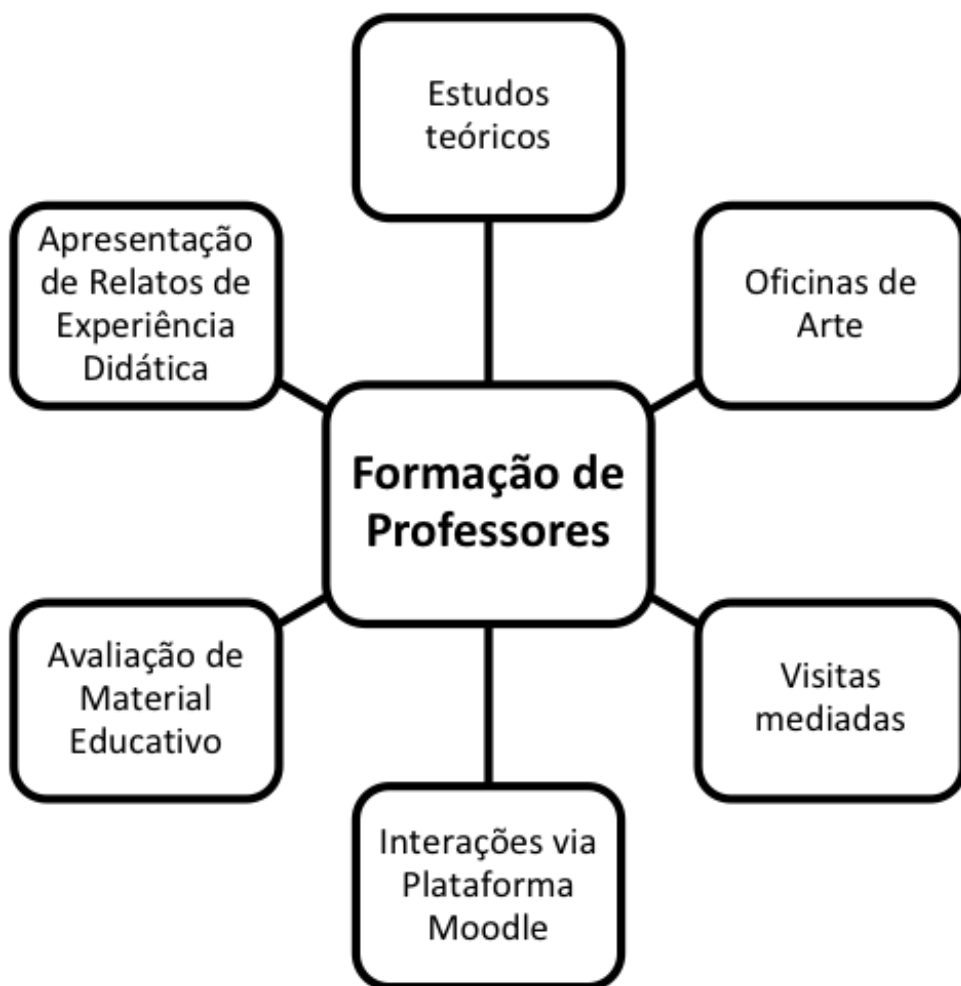 Estudos
teóricos
Apresentação
de Relatos de
Experiência
Didática
Oficinas de
Arte
Formação de
Professores
Avaliação de
Material
Educativo
Visitas
mediadas
Interações via
Plataforma
Moodle